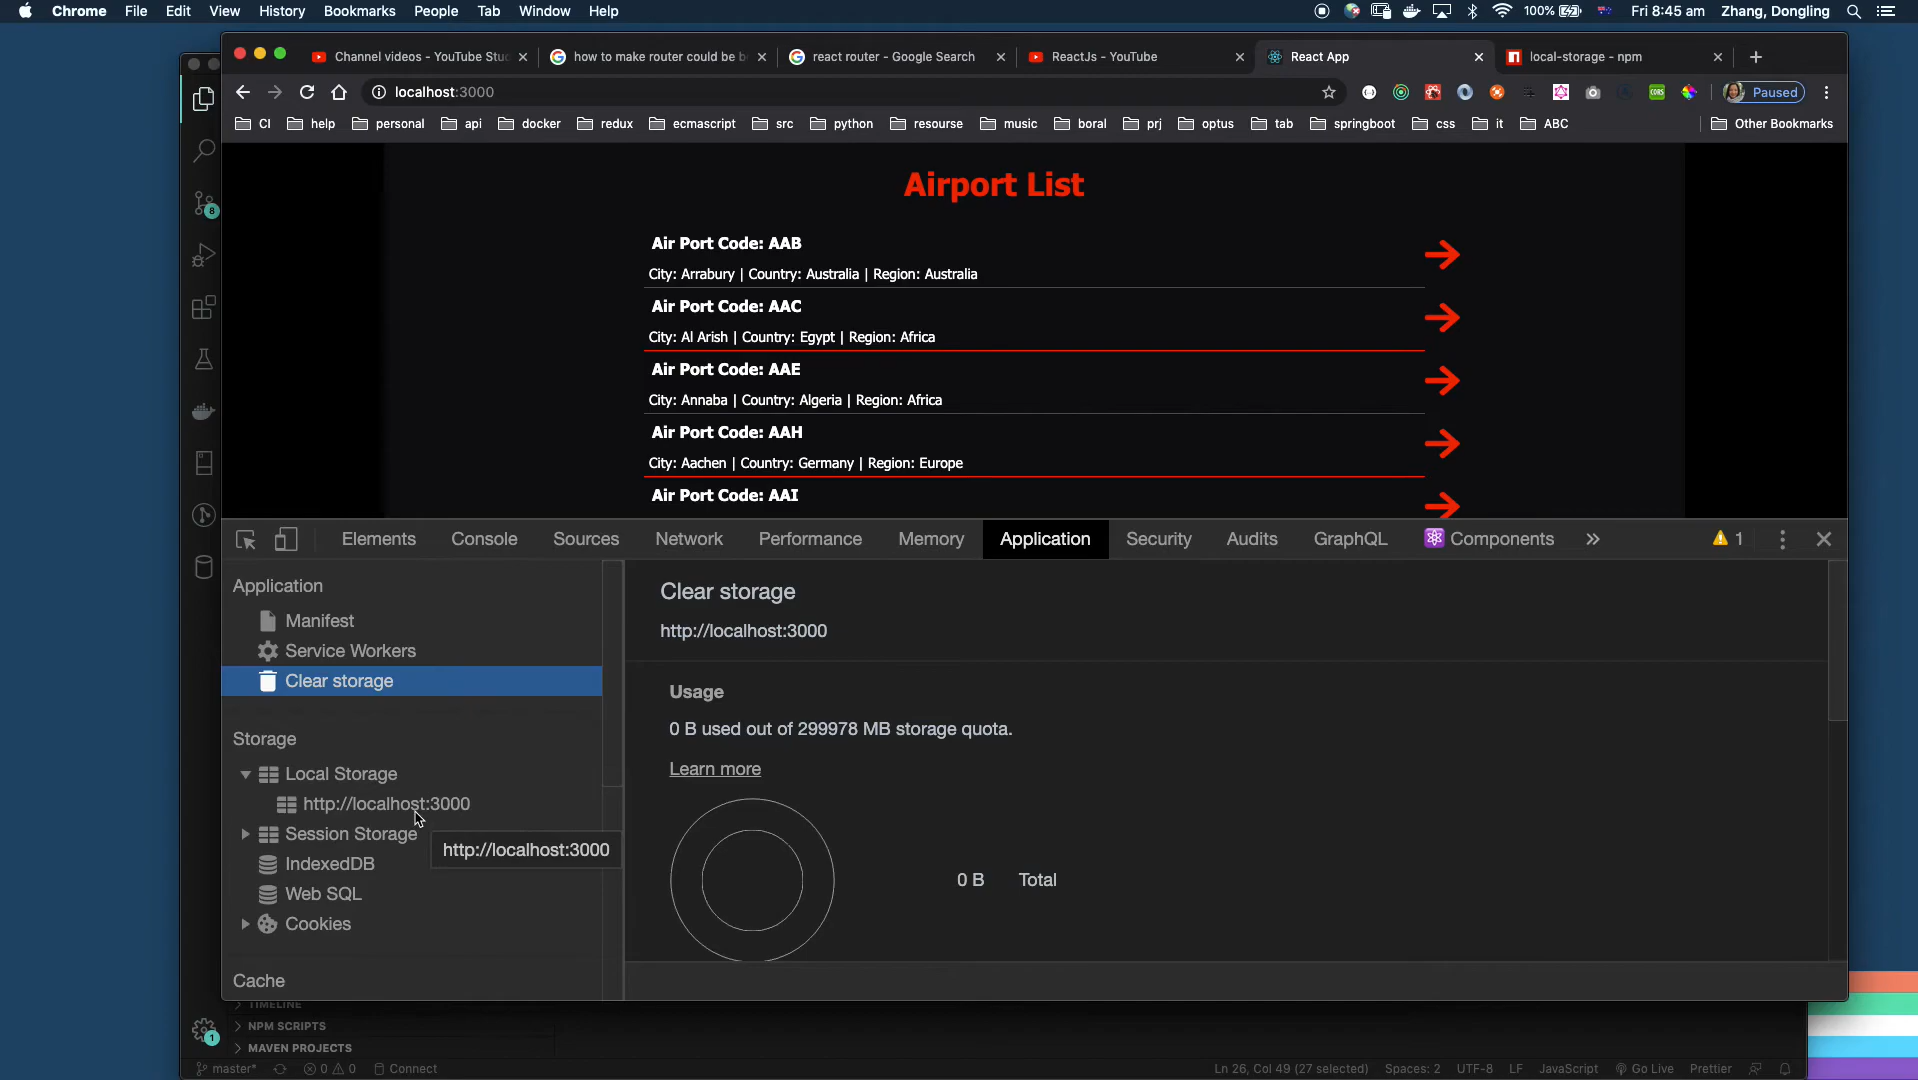 Chrome File Edit View History Bookmarks People Tab Window Help 100% Fri 8:45 am Zhang, Dongling
Channel videos - YouTube Stu how to make router could be b react router - Google Search ReactJs - YouTube React App local-storage - npm
localhost:3000 Paused
CI help personal api docker redux ecmascript src python resourse music boral prj optus tab springboot css it ABC Other Bookmarks
Airport List
Air Port Code: AAB
City: Arrabury | Country: Australia | Region: Australia
Air Port Code: AAC
City: Al Arish | Country: Egypt | Region: Africa
Air Port Code: AAE
City: Annaba | Country: Algeria | Region: Africa
Air Port Code: AAH
City: Aachen | Country: Germany | Region: Europe
Air Port Code: AAI
Elements Console Sources Network Performance Memory Application Security Audits GraphQL Components 1
Application
Manifest
Service Workers
Clear storage
Storage
Local Storage
http://localhost:3000
Session Storage
http://localhost:3000
IndexedDB
Web SQL
Cookies
Cache
Clear storage
http://localhost:3000
Usage
0 B used out of 299978 MB storage quota.
Learn more
0 B Total
8
1
TIMELINE
NPM SCRIPTS
MAVEN PROJECTS
master* 0 0 Connect Ln 26, Col 49 (27 selected) Spaces: 2 UTF-8 LF JavaScript Go Live Prettier